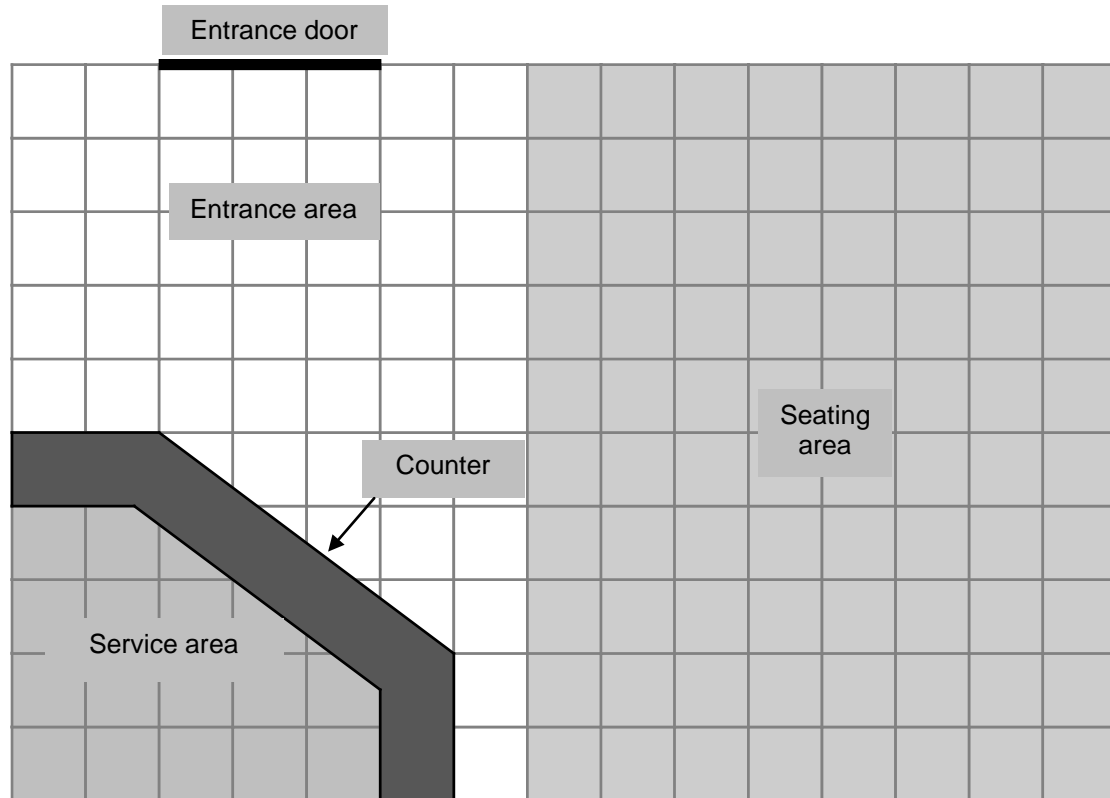 Entrance door
Entrance area
Seating
area
Counter
Service area